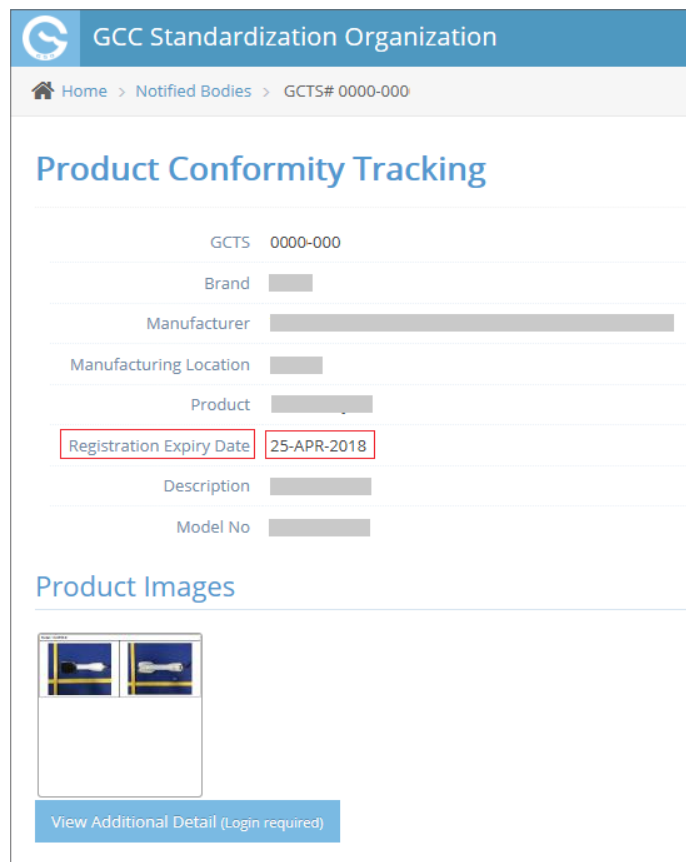 GCC Standardization Organization
Home > Notified Bodies > GCTS# 0000-000
Product Conformity Tracking
GCTS 0000-000
Brand
Manufacturer
Manufacturing Location
Product
Registration Expiry Date 25-APR-2018
Description
Model No
Product Images
View Additional Detail (Login required)